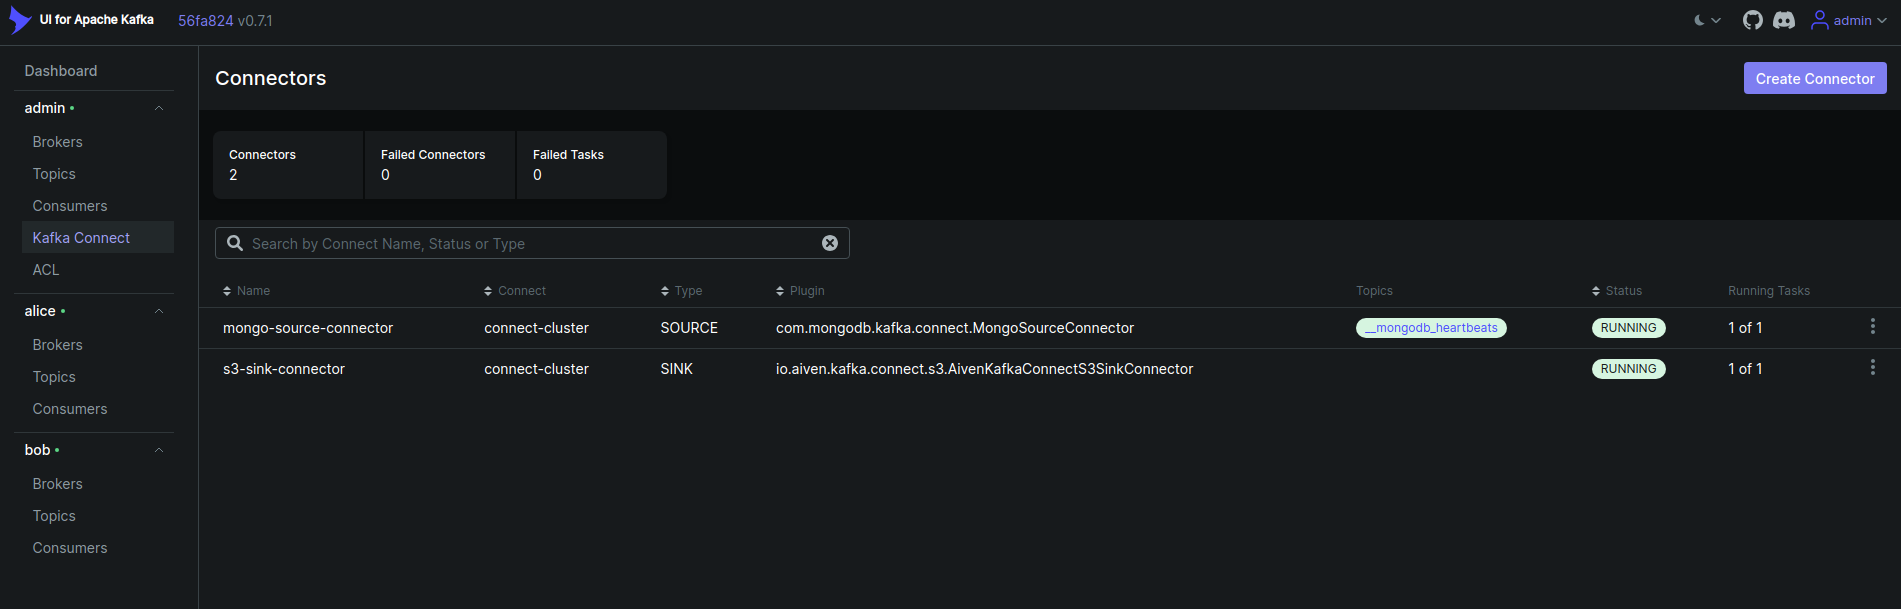 UI for Apache Kafka 56fa824 v0.7.1 admin
Dashboard
admin
Brokers
Topics
Consumers
Kafka Connect
ACL
alice
Brokers
Topics
Consumers
bob
Brokers
Topics
Consumers
Connectors
Create Connector
Connectors Failed Connectors Failed Tasks
2 0 0
Search by Connect Name, Status or Type
Name Connect Type Plugin Topics Status Running Tasks
mongo-source-connector connect-cluster SOURCE com.mongodb.kafka.connect.MongoSourceConnector __mongodb_heartbeats RUNNING 1 of 1
s3-sink-connector connect-cluster SINK io.aiven.kafka.connect.s3.AivenKafkaConnectS3SinkConnector RUNNING 1 of 1